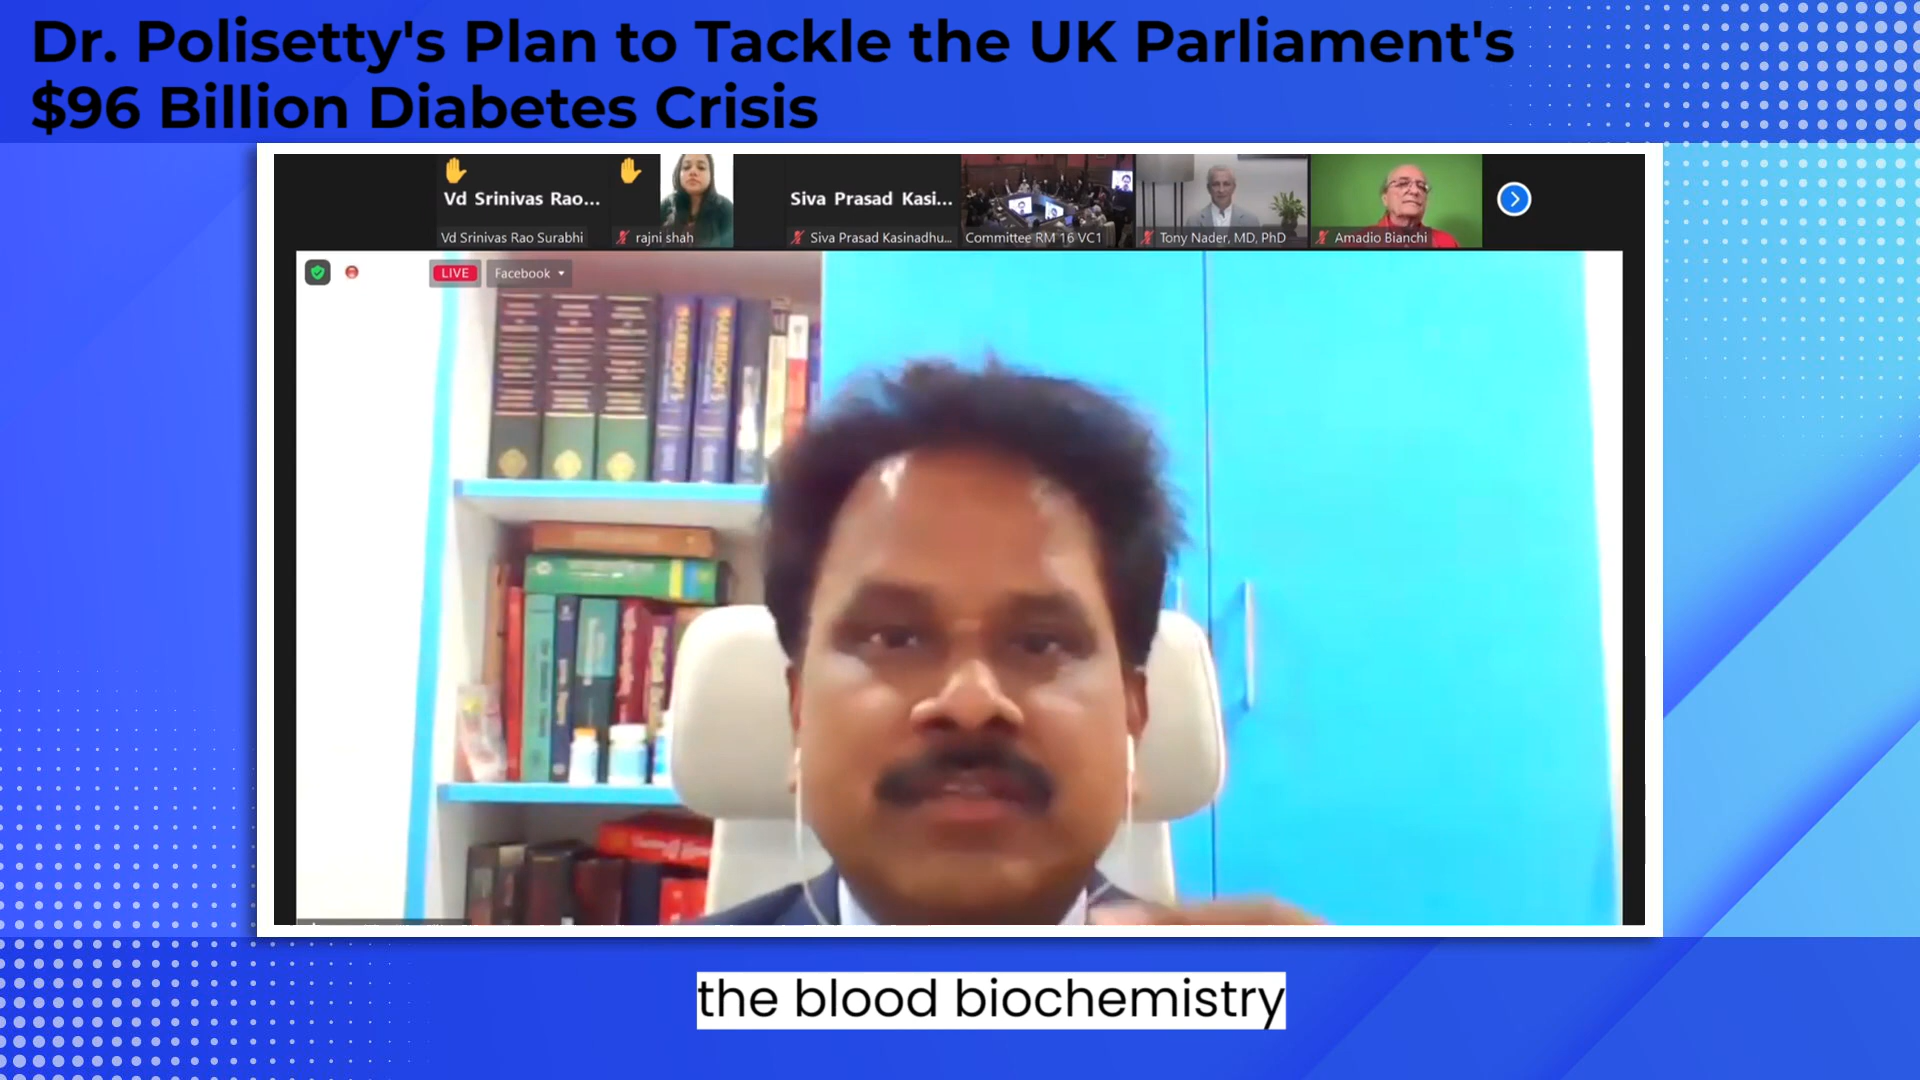 Dr. Polisetty's Plan to Tackle the UK Parliament's
$96 Billion Diabetes Crisis
Vd Srinivas Rao...
Siva Prasad Kasi...
Vd Srinivas Rao Surabhi
rajni shah
Siva Prasad Kasinadhu...
Committee RM 16 VC1
Tony Nader, MD, PhD
Amadio Bianchi
LIVE
Facebook
HARRISON'S
HARRISON'S
the blood biochemistry